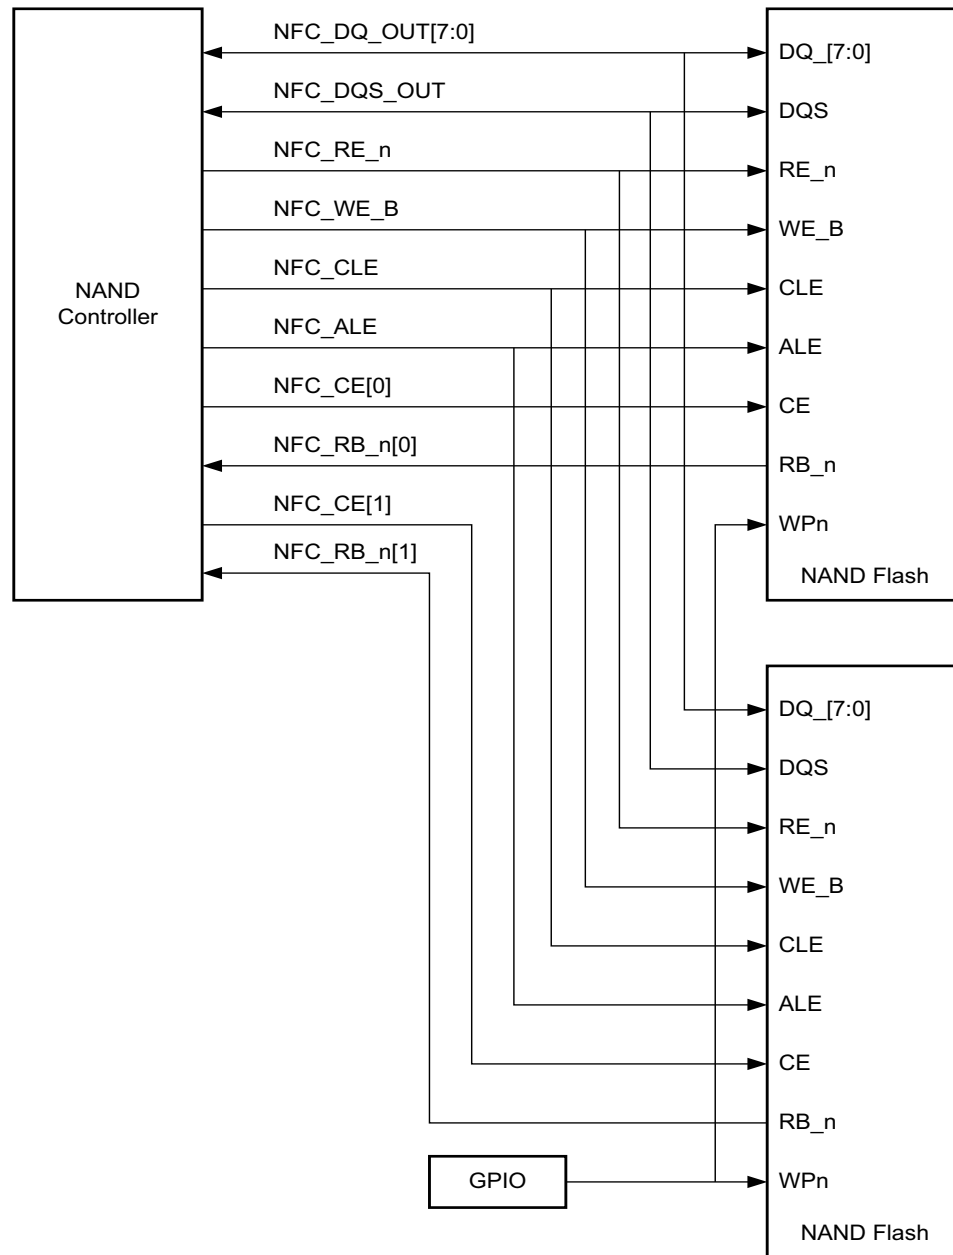 NFC_DQ_OUT[7:0]
NFC_DQS_OUT
NFC_RE_n
NFC_WE_B
NFC_CLE
NFC_ALE
NFC_CE[0]
NFC_RB_n[0]
NFC_CE[1]
NFC_RB_n[1]
NAND
Controller
DQ_[7:0]
DQS
RE_n
WE_B
CLE
ALE
CE
RB_n
WPn
NAND Flash
DQ_[7:0]
DQS
RE_n
WE_B
CLE
ALE
CE
RB_n
WPn
NAND Flash
GPIO